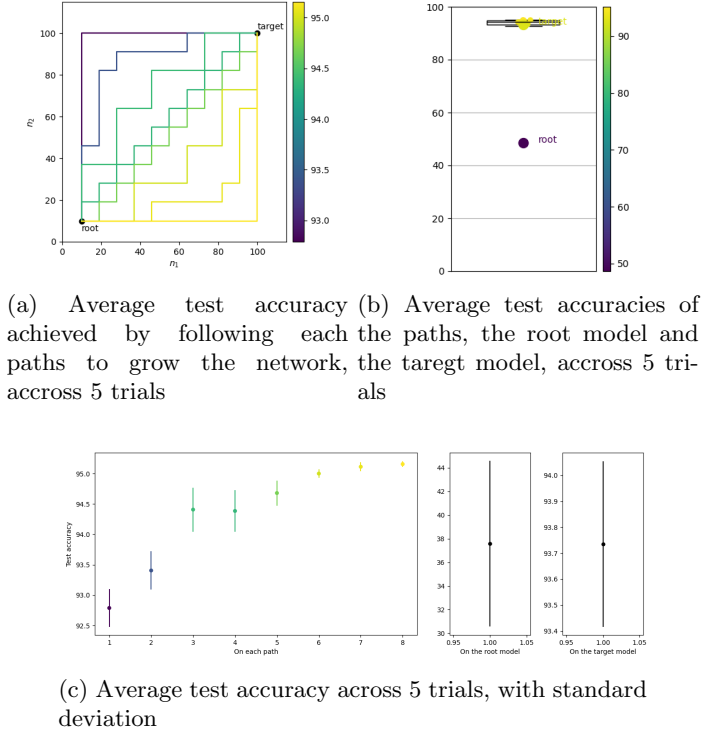 target
root
100
80
60
40
20
0
n2
0 20 40 60 80 100
n1
95.0
94.5
94.0
93.5
93.0
100
80
60
40
20
0
target
root
90
80
70
60
50
(a) Average test accuracy
achieved by following each
paths to grow the network,
accross 5 trials
(b) Average test accuracies of
the paths, the root model and
the taregt model, accross 5 tri-
als
Test accuracy
95.0
94.5
94.0
93.5
93.0
92.5
1 2 3 4 5 6 7 8
On each path
44
42
40
38
36
34
32
30
0.95 1.00 1.05
On the root model
94.0
93.9
93.8
93.7
93.6
93.5
93.4
0.95 1.00 1.05
On the target model
(c) Average test accuracy across 5 trials, with standard
deviation